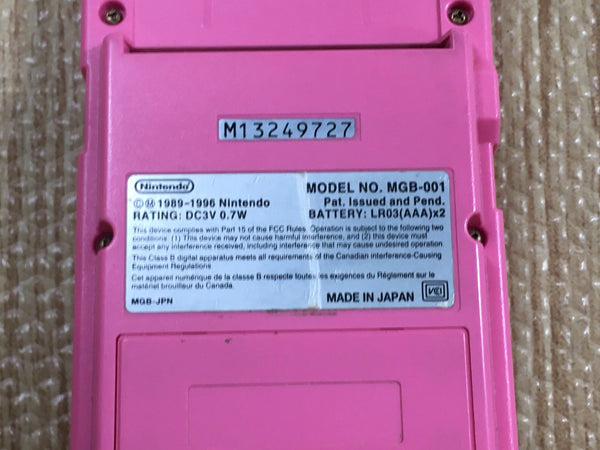 M13249727
Nintendo
MODEL NO. MGB-001
©Ⓜ 1989-1996 Nintendo
Pat. Issued and Pend.
RATING: DC3V 0.7W
BATTERY: LR03(AAA)x2
This device complies with Part 15 of the FCC Rules. Operation is subject to the following two
conditions: (1) This device may not cause harmful interference, and (2) this device must
accept any interference received, including interference that may cause undesired operation.
This Class B digital apparatus meets all requirements of the Canadian Interference-Causing
Equipment Regulations
Cet appareil numérique de la classe B respecte toutes les exigences du Règlement sur le
matériel brouilleur du Canada.
MGB-JPN
MADE IN JAPAN
VCI